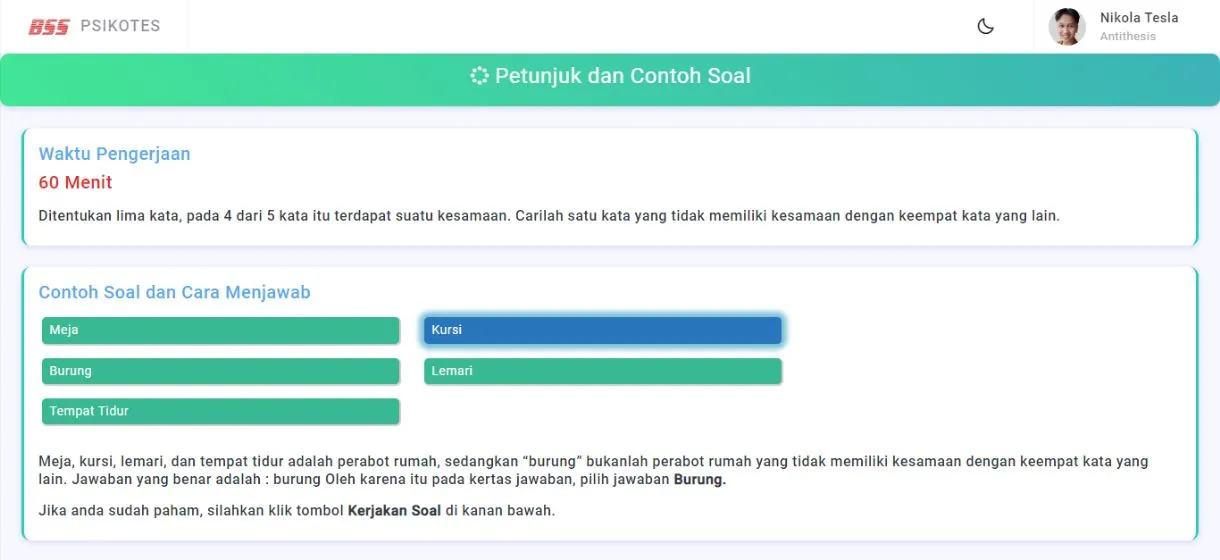 BSS PSIKOTES
Nikola Tesla
Antithesis
Petunjuk dan Contoh Soal
Waktu Pengerjaan
60 Menit
Ditentukan lima kata, pada 4 dari 5 kata itu terdapat suatu kesamaan. Carilah satu kata yang tidak memiliki kesamaan dengan keempat kata yang lain.
Contoh Soal dan Cara Menjawab
Meja
Kursi
Burung
Lemari
Tempat Tidur
Meja, kursi, lemari, dan tempat tidur adalah perabot rumah, sedangkan “burung” bukanlah perabot rumah yang tidak memiliki kesamaan dengan keempat kata yang
lain. Jawaban yang benar adalah : burung Oleh karena itu pada kertas jawaban, pilih jawaban Burung.
Jika anda sudah paham, silahkan klik tombol Kerjakan Soal di kanan bawah.